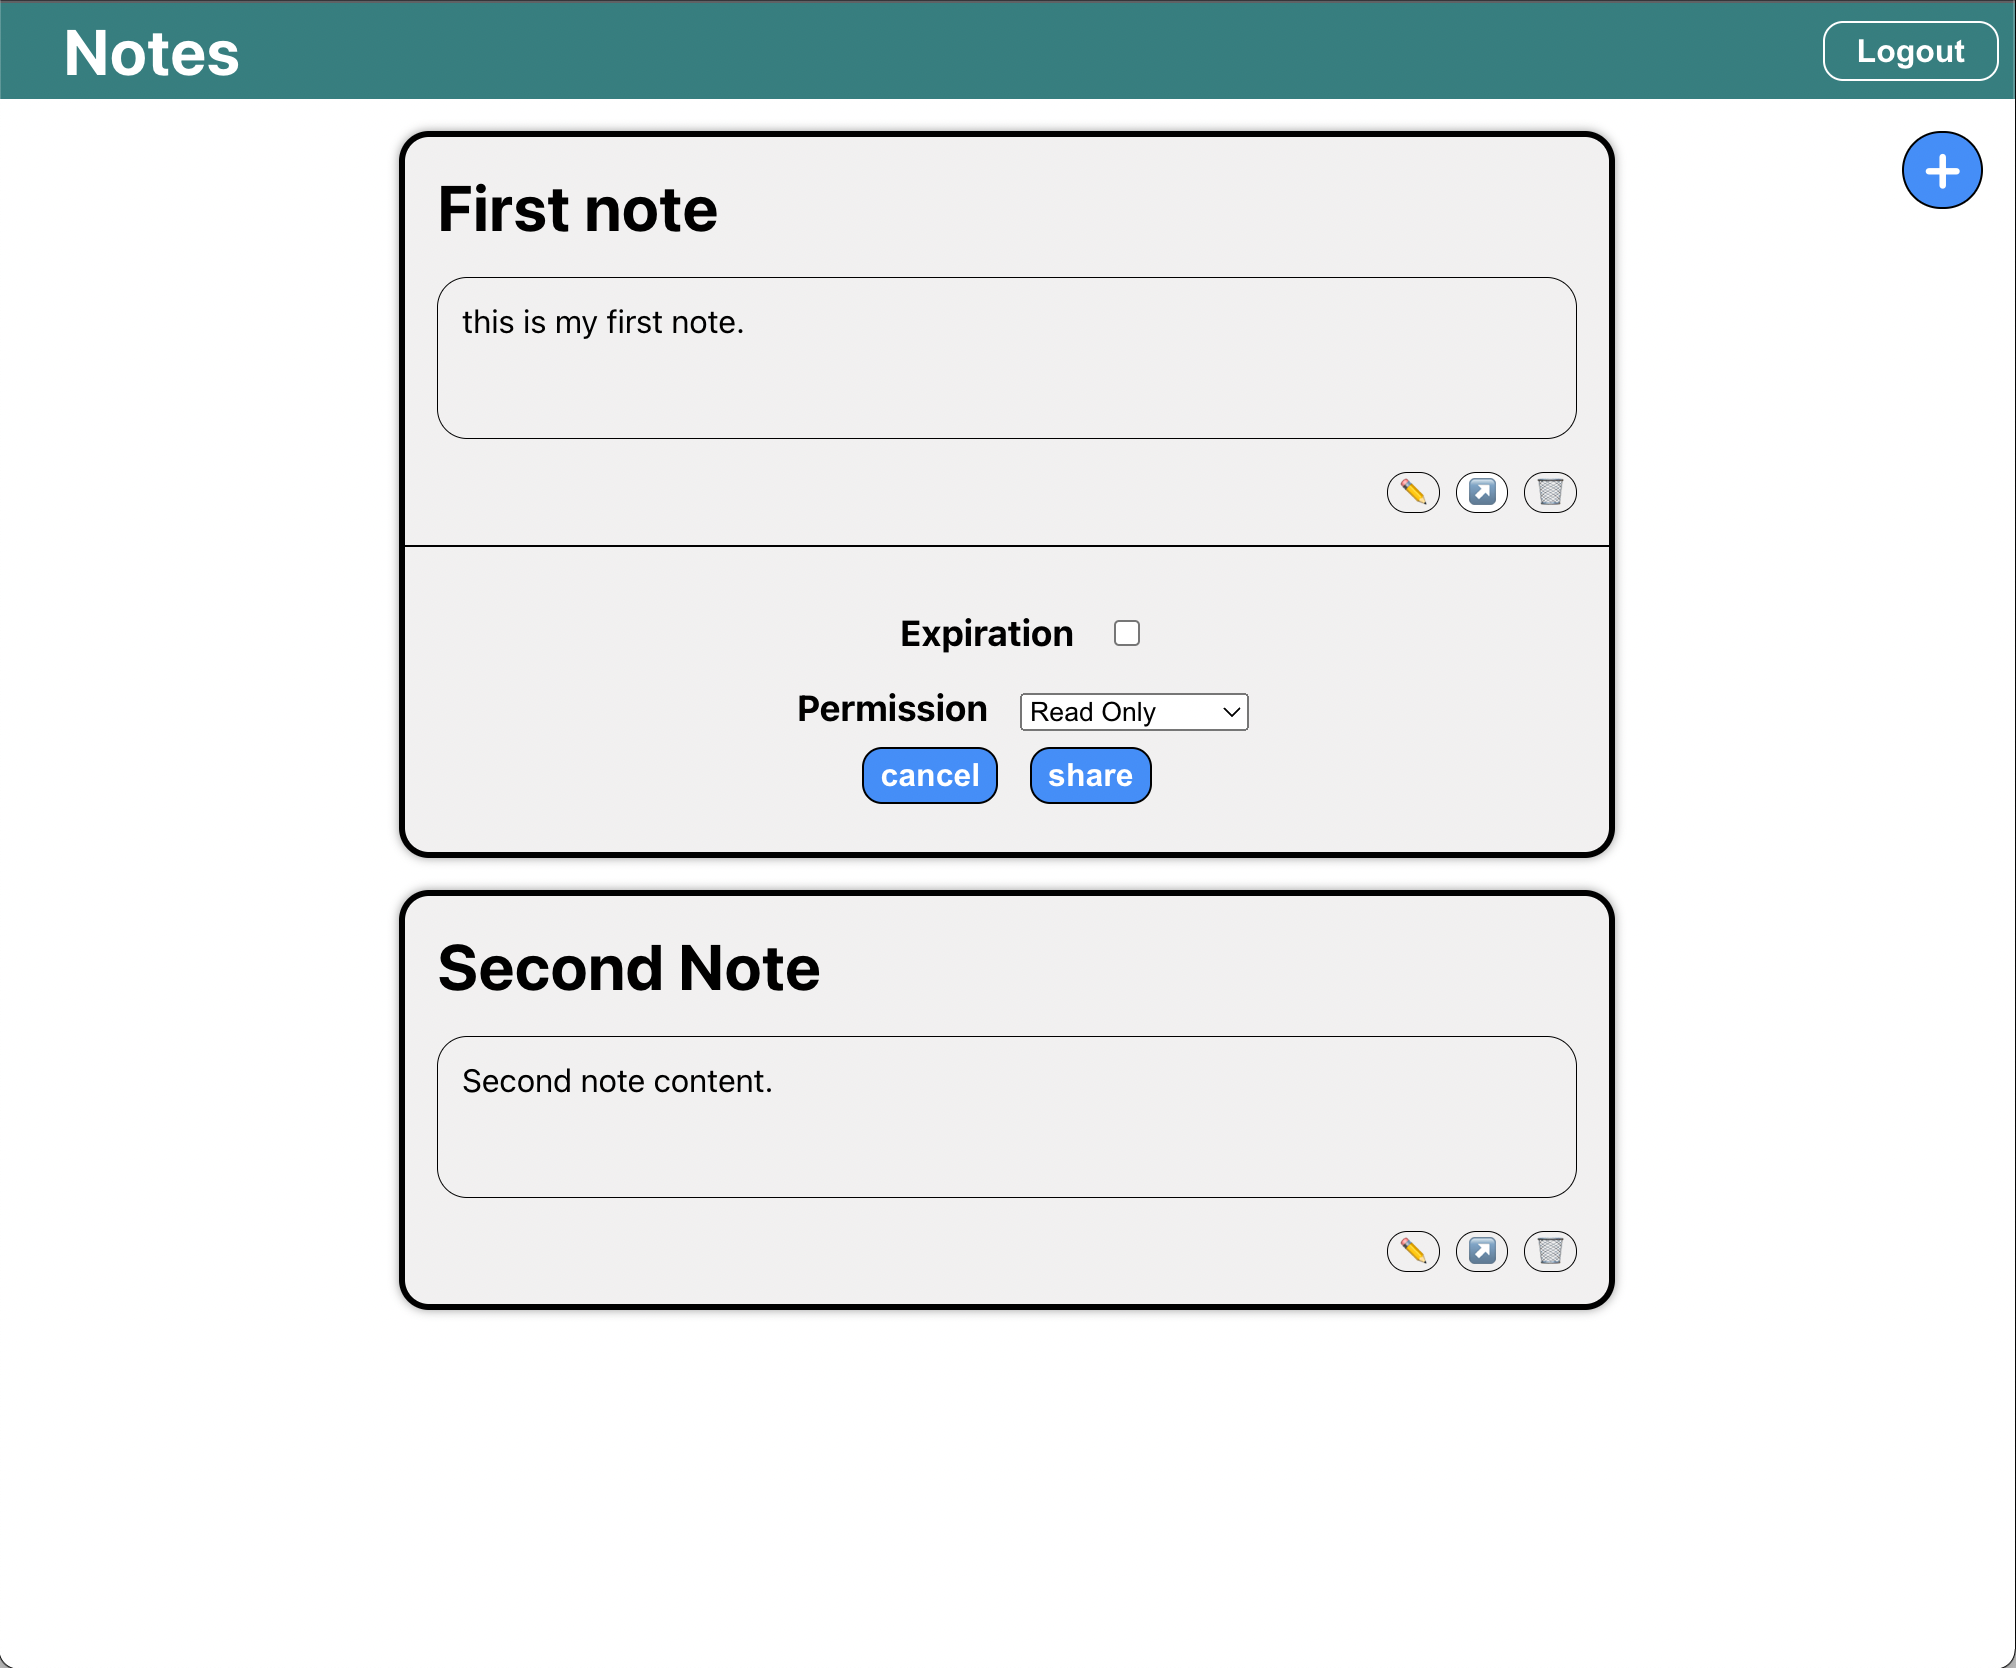 Notes
Logout
First note
this is my first note.
Expiration
Permission
Read Only
cancel
share
Second Note
Second note content.